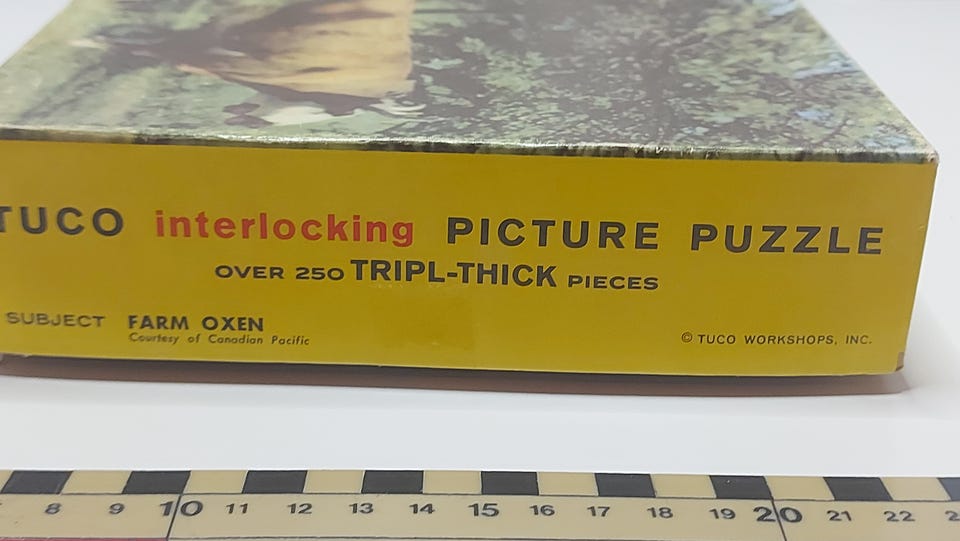 TUCO interlocking PICTURE PUZZLE
OVER 250 TRIPL-THICK PIECES
SUBJECT FARM OXEN
Courtesy of Canadian Pacific
© TUCO WORKSHOPS, INC.
8 9 10 11 12 13 14 15 16 17 18 19 20 21 22